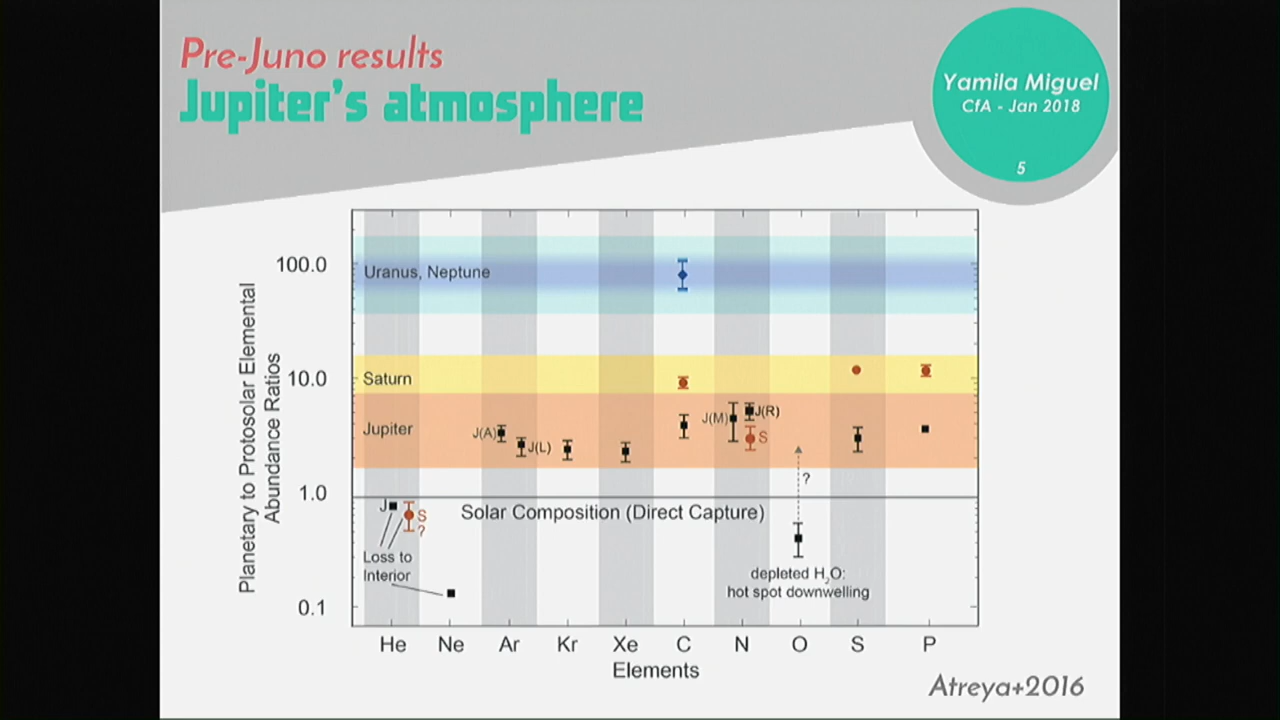 Pre-Juno results
Jupiter's atmosphere
Yamila Miguel
CfA - Jan 2018
5
Planetary to Protosolar Elemental
Abundance Ratios
100.0
10.0
1.0
0.1
Uranus, Neptune
Saturn
Jupiter
J(A)
J(L)
J(M)
J(R)
S
?
J
S
?
Solar Composition (Direct Capture)
Loss to
Interior
depleted H2O:
hot spot downwelling
He Ne Ar Kr Xe C N O S P
Elements
Atreya+2016